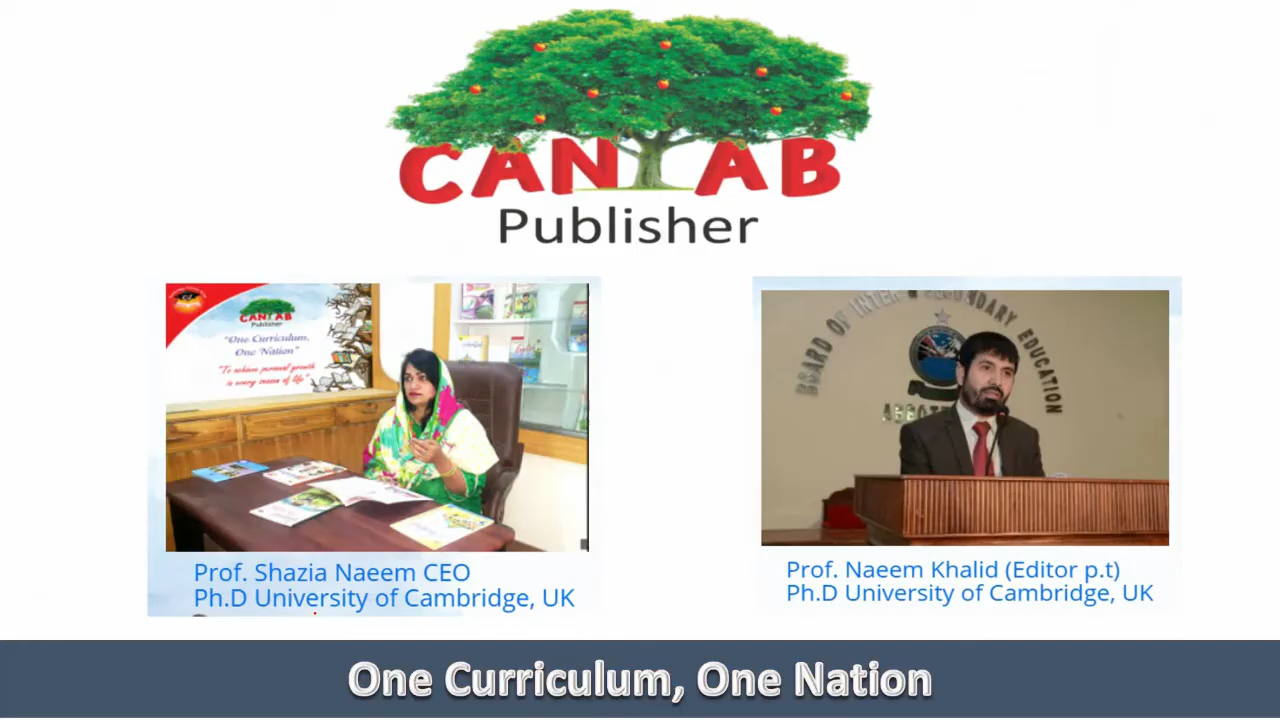 CANTAB
Publisher
CANTAB
Publisher
"One Curriculum,
One Nation"
"To achieve personal growth
in every sense of life"
BOARD OF INTER & SECONDARY EDUCATION
Prof. Shazia Naeem CEO
Ph.D University of Cambridge, UK
Prof. Naeem Khalid (Editor p.t)
Ph.D University of Cambridge, UK
One Curriculum, One Nation